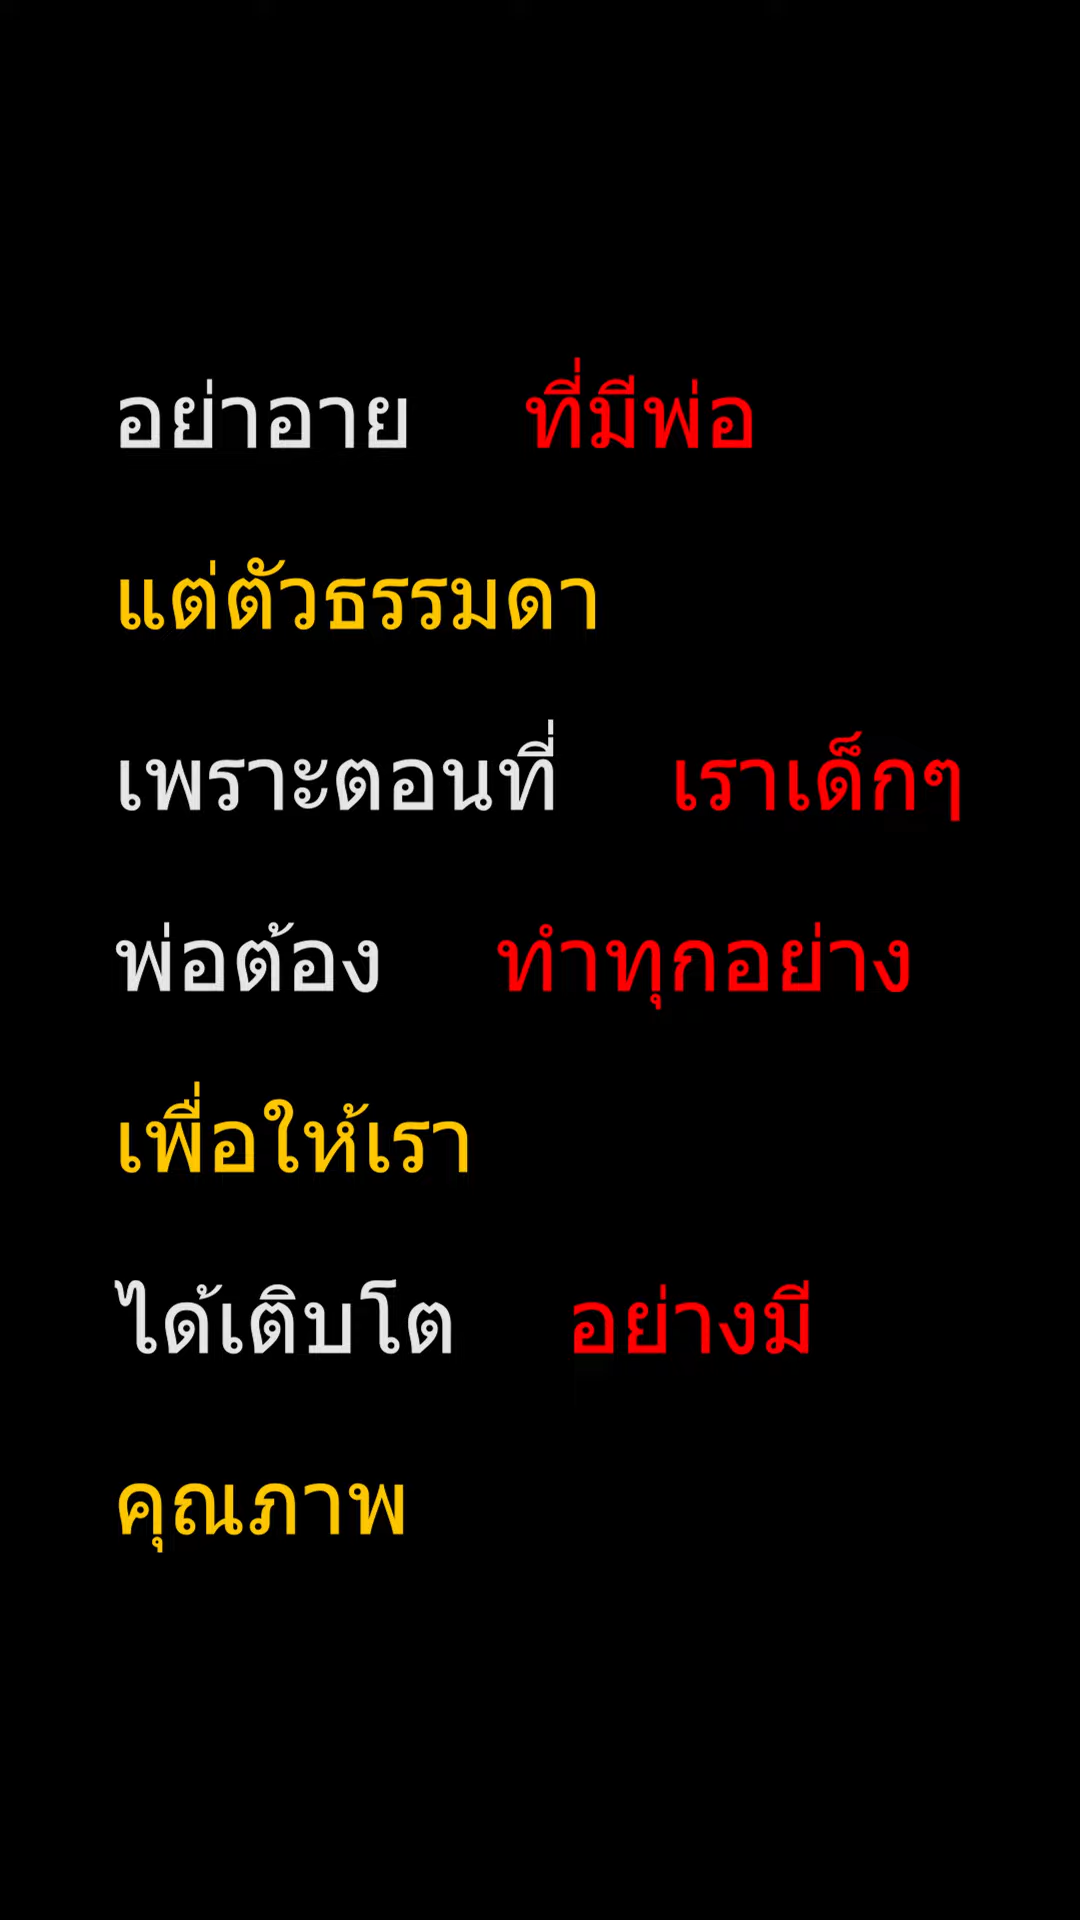 อย่าอาย ที่มีพ่อ
แต่ตัวธรรมดา
เพราะตอนที่ เราเด็กๆ
พ่อต้อง ทำทุกอย่าง
เพื่อให้เรา
ได้เติบโต อย่างมี
คุณภาพ